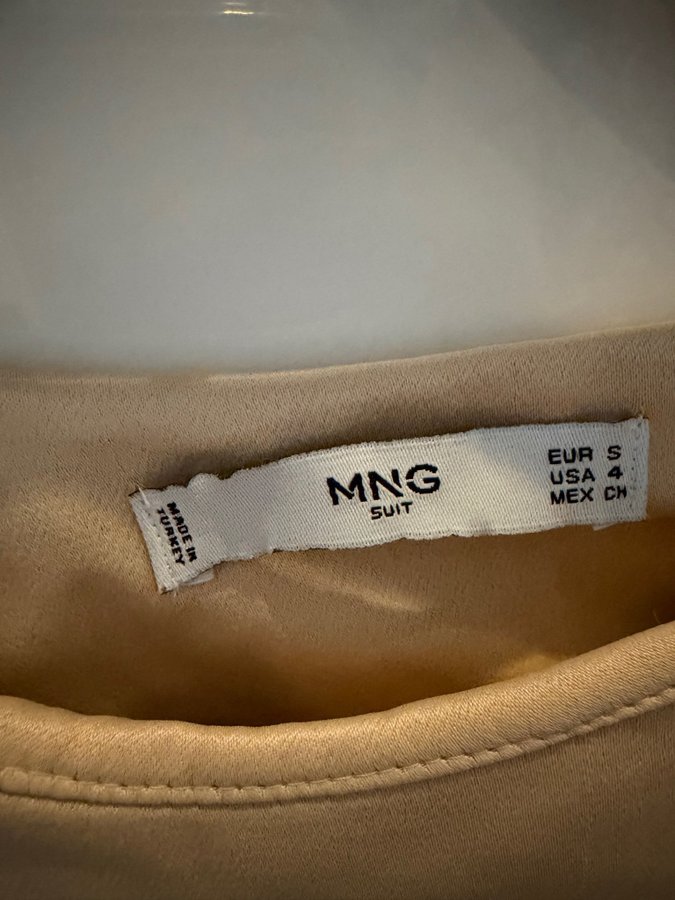 MADE IN
TURKEY
MNG
SUIT
EUR S
USA 4
MEX CH